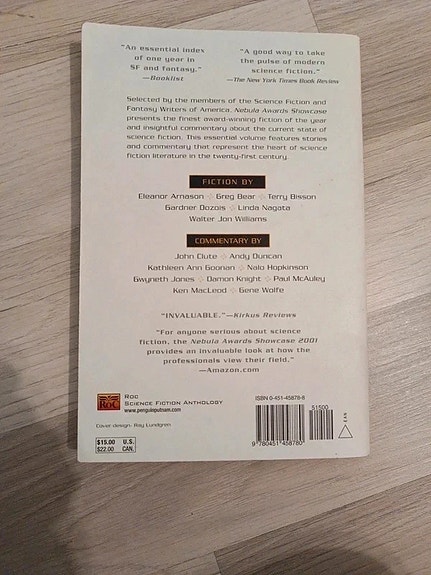 "An essential index
of one year in
SF and fantasy."
—Booklist
"A good way to take
the pulse of modern
science fiction."
—The New York Times Book Review
Selected by the members of the Science Fiction and
Fantasy Writers of America, Nebula Awards Showcase
presents the finest award-winning fiction of the year
and insightful commentary about the current state of
science fiction. This essential volume features stories
and commentary that represent the heart of science
fiction literature in the twenty-first century.
FICTION BY
Eleanor Arnason Greg Bear Terry Bisson
Gardner Dozois Linda Nagata
Walter Jon Williams
COMMENTARY BY
John Clute Andy Duncan
Kathleen Ann Goonan Nalo Hopkinson
Gwyneth Jones Damon Knight Paul McAuley
Ken MacLeod Gene Wolfe
"INVALUABLE."—Kirkus Reviews
"For anyone serious about science
fiction, the Nebula Awards Showcase 2001
provides an invaluable look at how the
professionals view their field."
—Amazon.com
ROC
Roc
Science Fiction Anthology
www.penguinputnam.com
Cover design: Ray Lundgren
$15.00 U.S.
$22.00 CAN.
ISBN 0-451-45878-8
51500
9 780451 458780
EAN